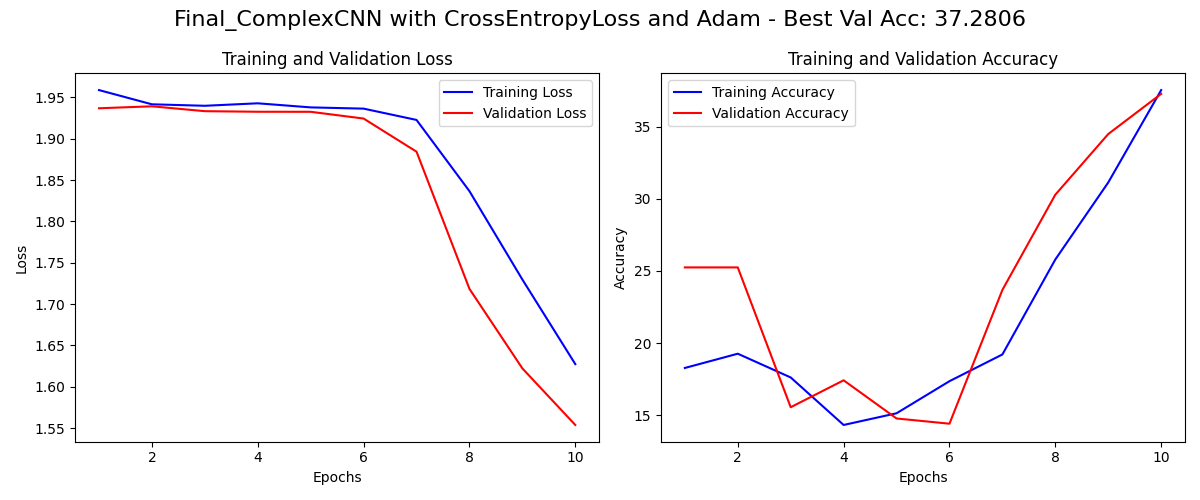 Final_ComplexCNN with CrossEntropyLoss and Adam - Best Val Acc: 37.2806
Training and Validation Loss
Training Loss
Validation Loss
1.95
1.90
1.85
1.80
1.75
1.70
1.65
1.60
1.55
Loss
2 4 6 8 10
Epochs
Training and Validation Accuracy
Training Accuracy
Validation Accuracy
35
30
25
20
15
Accuracy
2 4 6 8 10
Epochs